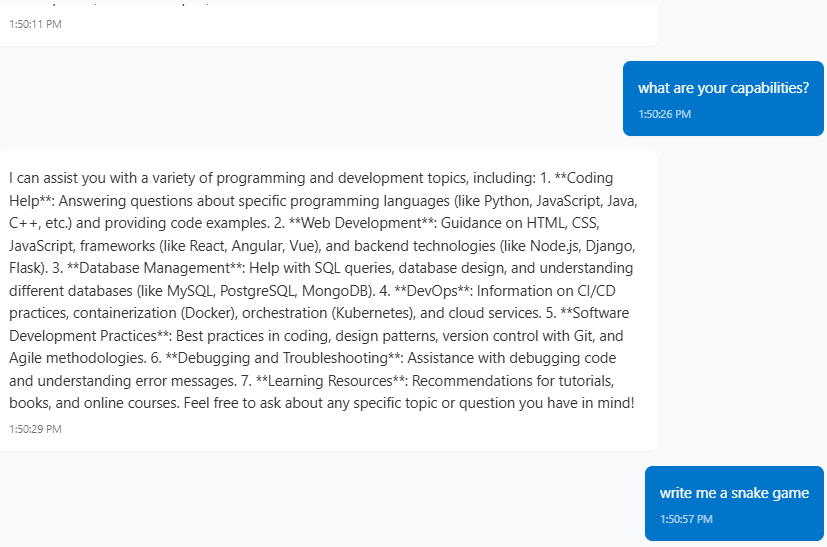 1:50:11 PM
what are your capabilities?
1:50:26 PM
I can assist you with a variety of programming and development topics, including: 1. **Coding
Help**: Answering questions about specific programming languages (like Python, JavaScript, Java,
C++, etc.) and providing code examples. 2. **Web Development**: Guidance on HTML, CSS,
JavaScript, frameworks (like React, Angular, Vue), and backend technologies (like Node.js, Django,
Flask). 3. **Database Management**: Help with SQL queries, database design, and understanding
different databases (like MySQL, PostgreSQL, MongoDB). 4. **DevOps**: Information on CI/CD
practices, containerization (Docker), orchestration (Kubernetes), and cloud services. 5. **Software
Development Practices**: Best practices in coding, design patterns, version control with Git, and
Agile methodologies. 6. **Debugging and Troubleshooting**: Assistance with debugging code
and understanding error messages. 7. **Learning Resources**: Recommendations for tutorials,
books, and online courses. Feel free to ask about any specific topic or question you have in mind!
1:50:29 PM
write me a snake game
1:50:57 PM